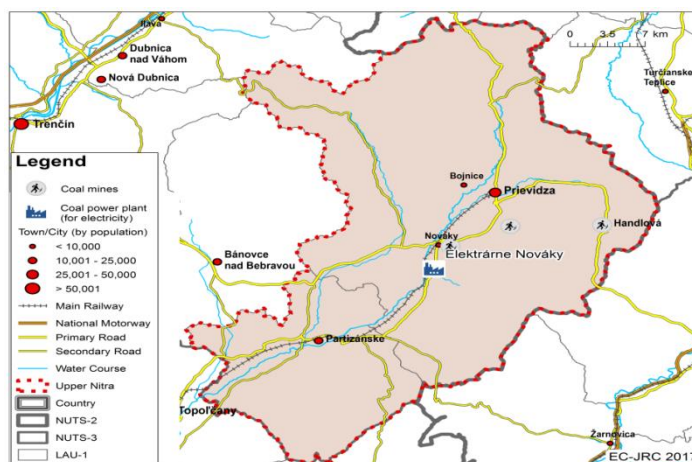 Ilava
Dubnica
nad Váhom
Nová Dubnica
Trenčín
0 3.5 7 km
Turčianske
Teplice
Legend
Coal mines
Coal power plant
(for electricity)
Town/City (by population)
< 10,000
10,001 - 25,000
25,001 - 50,000
> 50,001
Main Railway
National Motorway
Primary Road
Secondary Road
Water Course
Upper Nitra
Country
NUTS-2
NUTS-3
LAU-1
Bojnice
Prievidza
Handlová
Nováky
Elektrárne Nováky
Bánovce
nad Bebravou
Partizánske
Topoľčany
Žarnovica
EC-JRC 2017